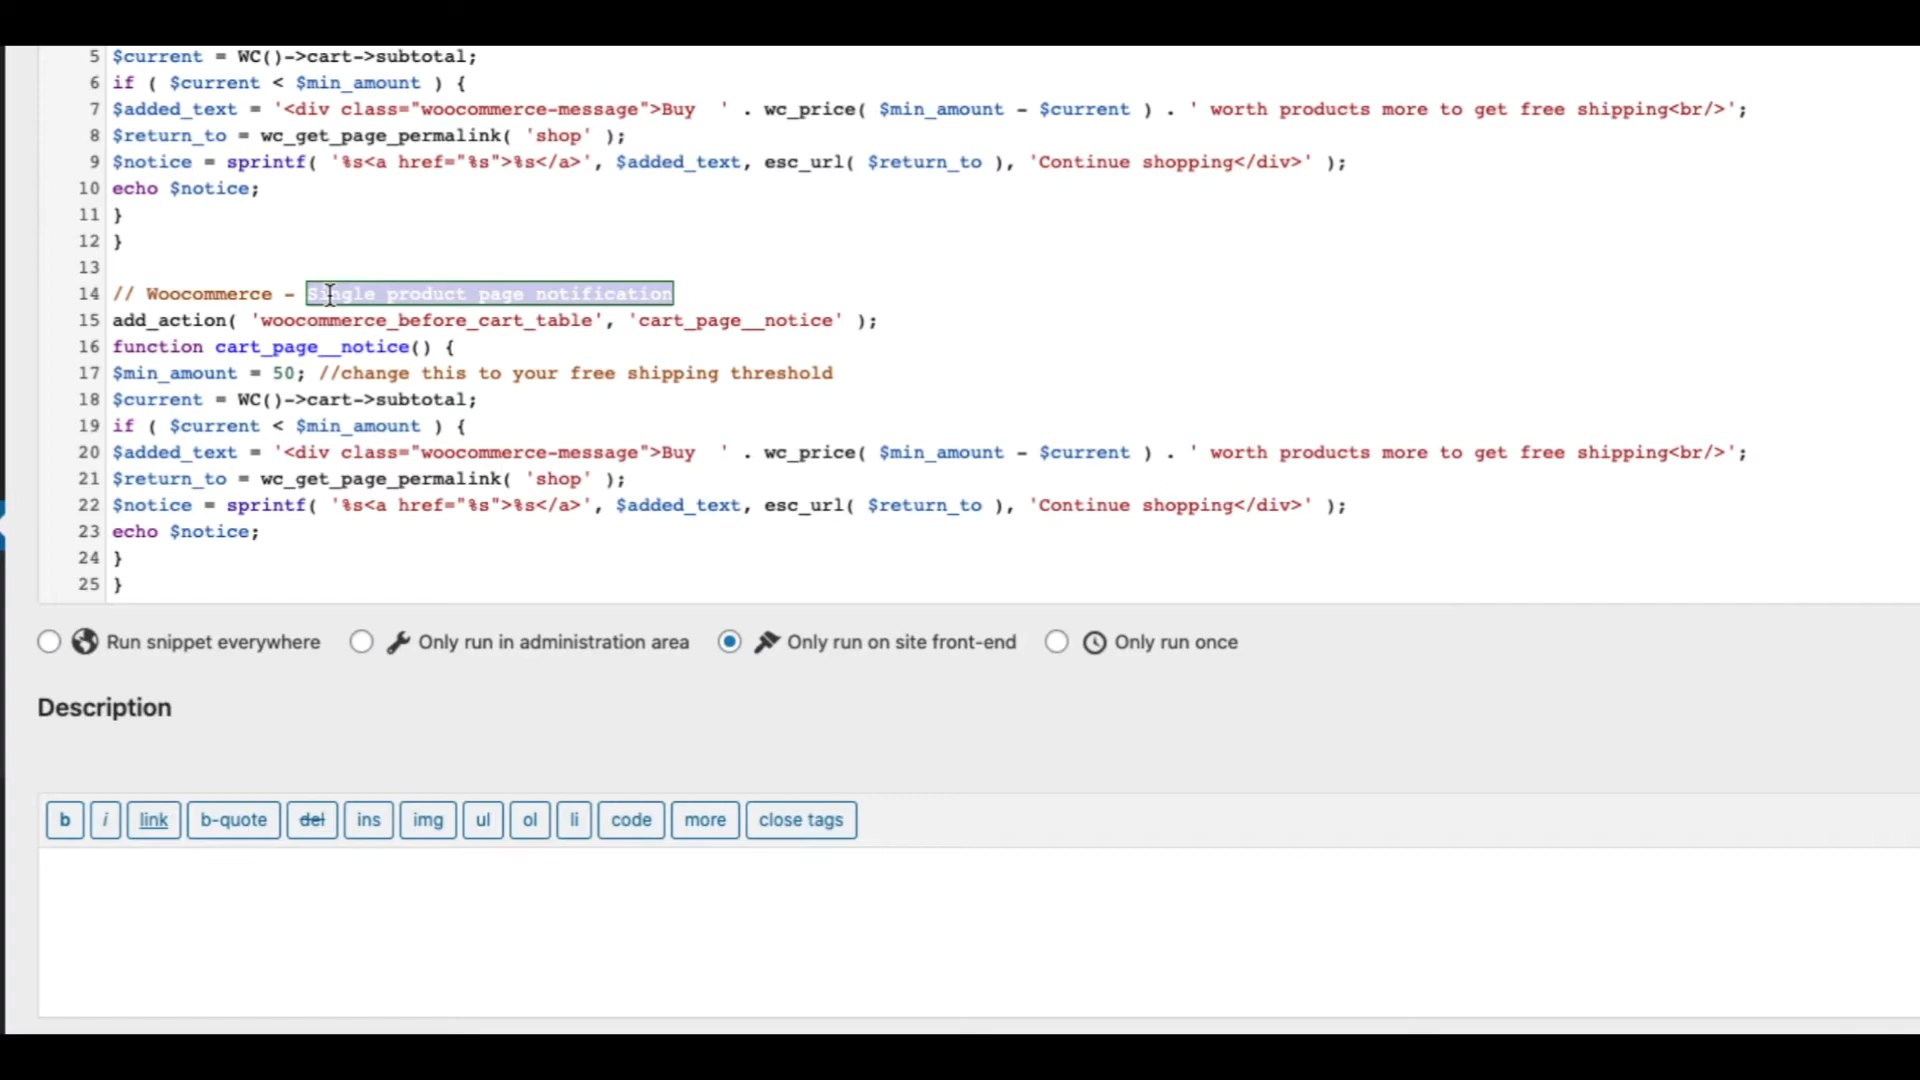 5 $current = WC()->cart->subtotal;
6 if ( $current < $min_amount ) {
7 $added_text = '<div class="woocommerce-message">Buy  ' . wc_price( $min_amount - $current ) . ' worth products more to get free shipping<br/>';
8 $return_to = wc_get_page_permalink( 'shop' );
9 $notice = sprintf( '%s<a href="%s">%s</a>', $added_text, esc_url( $return_to ), 'Continue shopping</div>' );
10 echo $notice;
11 }
12 }
13
14 // Woocommerce - Single product page notification
15 add_action( 'woocommerce_before_cart_table', 'cart_page__notice' );
16 function cart_page__notice() {
17 $min_amount = 50; //change this to your free shipping threshold
18 $current = WC()->cart->subtotal;
19 if ( $current < $min_amount ) {
20 $added_text = '<div class="woocommerce-message">Buy  ' . wc_price( $min_amount - $current ) . ' worth products more to get free shipping<br/>';
21 $return_to = wc_get_page_permalink( 'shop' );
22 $notice = sprintf( '%s<a href="%s">%s</a>', $added_text, esc_url( $return_to ), 'Continue shopping</div>' );
23 echo $notice;
24 }
25 }
Run snippet everywhere Only run in administration area Only run on site front-end Only run once
Description
b i link b-quote del ins img ul ol li code more close tags